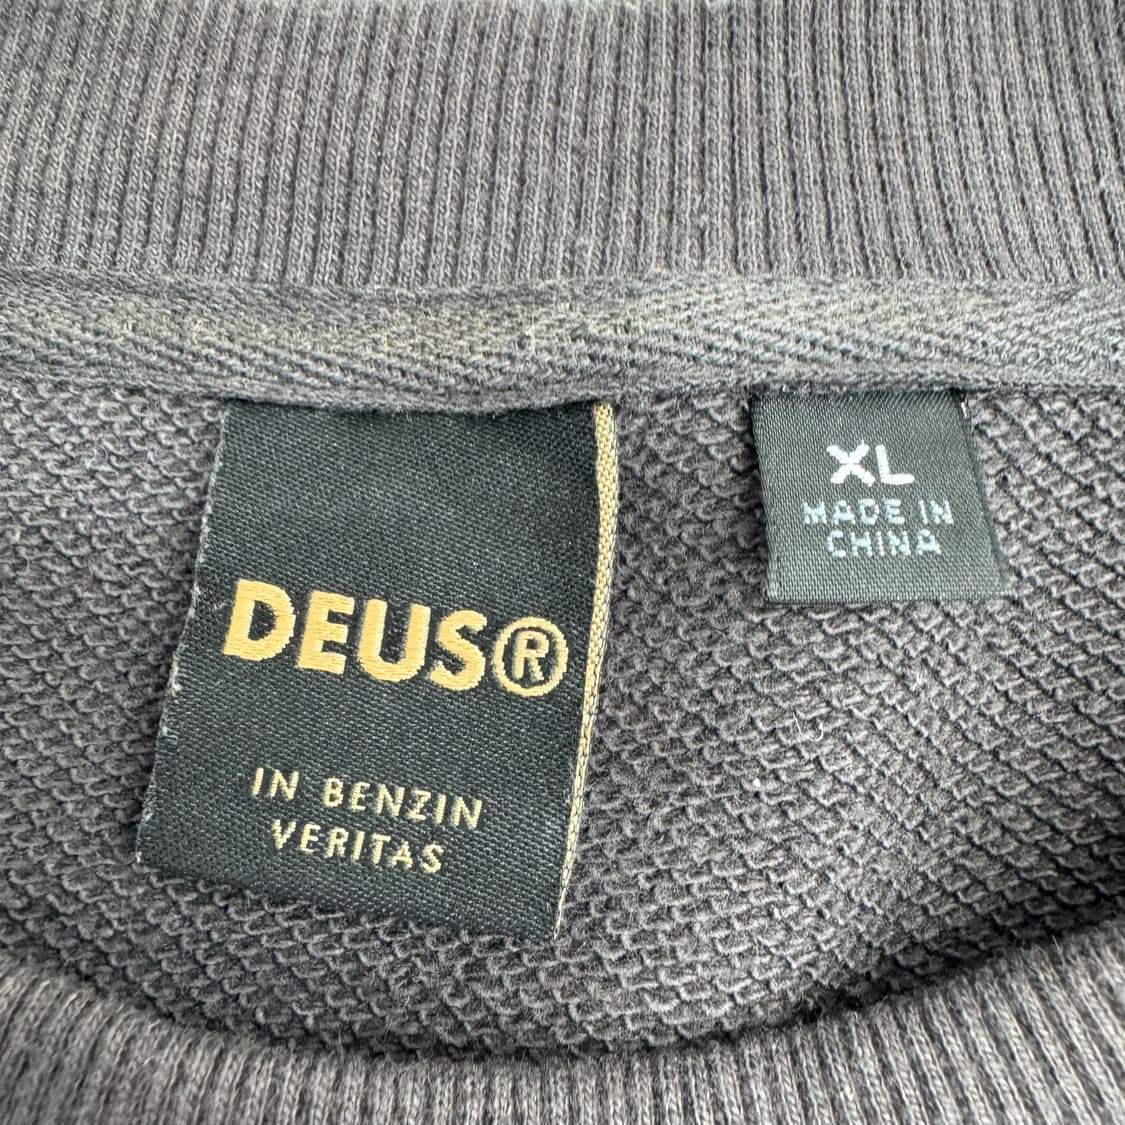 DEUS®
IN BENZIN
VERITAS
XL
MADE IN
CHINA